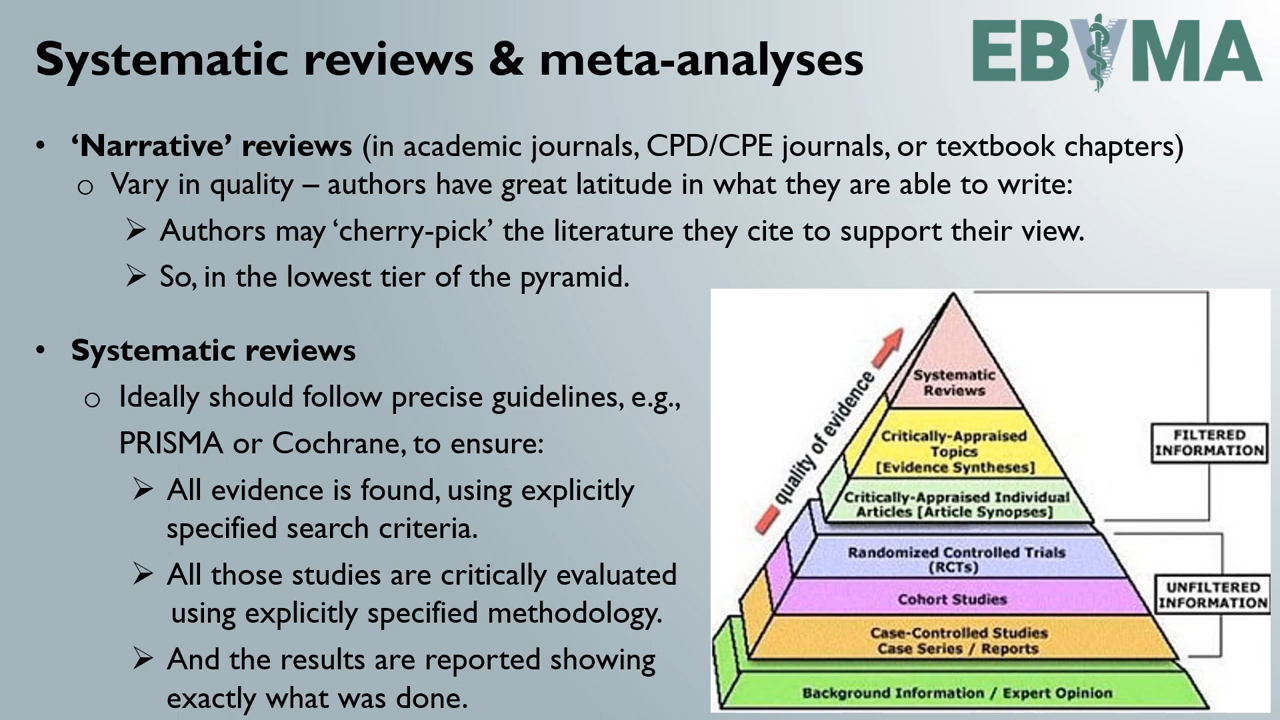 Systematic reviews & meta-analyses
EBVMA
• ‘Narrative’ reviews (in academic journals, CPD/CPE journals, or textbook chapters)
o Vary in quality – authors have great latitude in what they are able to write:
➢ Authors may ‘cherry-pick’ the literature they cite to support their view.
➢ So, in the lowest tier of the pyramid.
• Systematic reviews
o Ideally should follow precise guidelines, e.g.,
PRISMA or Cochrane, to ensure:
➢ All evidence is found, using explicitly
specified search criteria.
➢ All those studies are critically evaluated
using explicitly specified methodology.
➢ And the results are reported showing
exactly what was done.
quality of evidence
Systematic
Reviews
Critically-Appraised
Topics
[Evidence Syntheses]
Critically-Appraised Individual
Articles [Article Synopses]
Randomized Controlled Trials
(RCTs)
Cohort Studies
Case-Controlled Studies
Case Series / Reports
Background Information / Expert Opinion
FILTERED
INFORMATION
UNFILTERED
INFORMATION